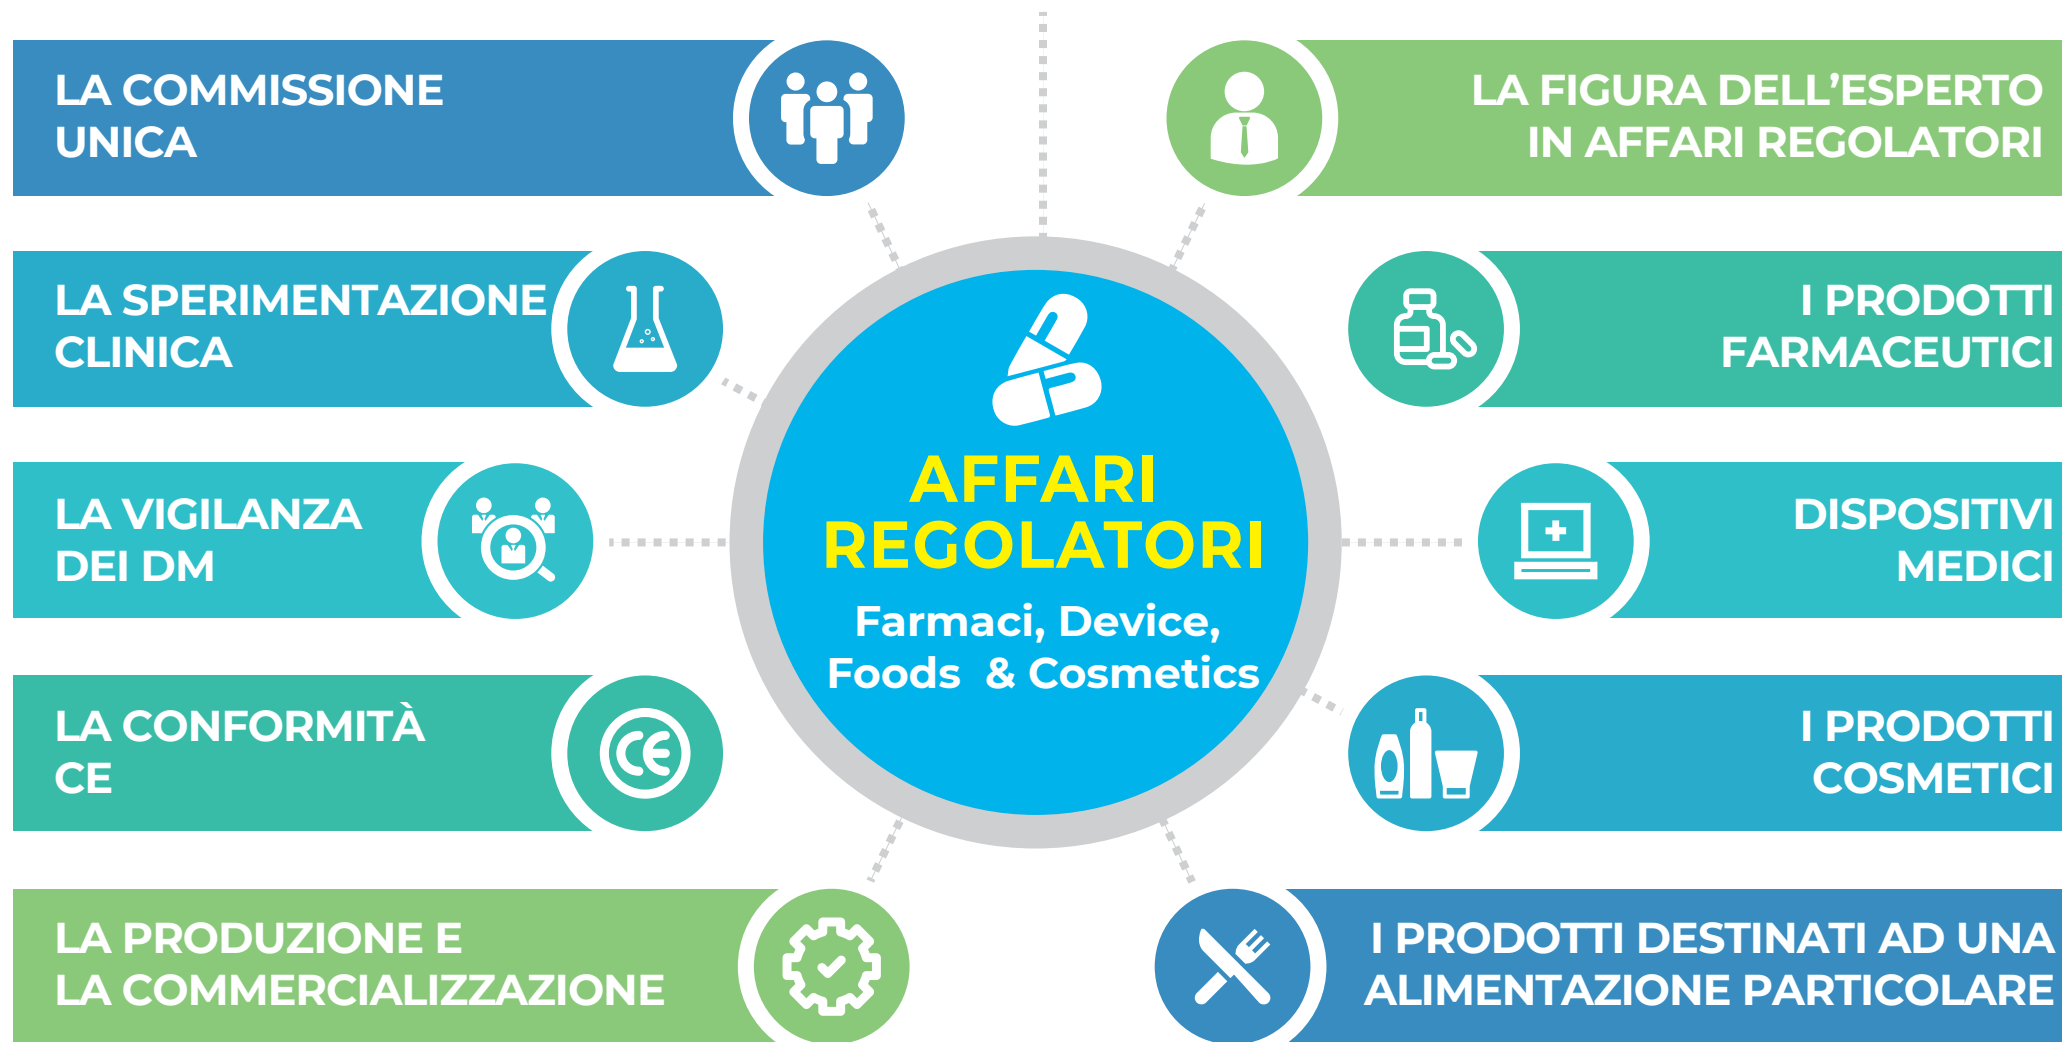 LA COMMISSIONE
UNICA
LA SPERIMENTAZIONE
CLINICA
LA VIGILANZA
DEI DM
LA CONFORMITÀ
CE
LA PRODUZIONE E
LA COMMERCIALIZZAZIONE
CE
AFFARI
REGOLATORI
Farmaci, Device,
Foods & Cosmetics
LA FIGURA DELL’ESPERTO
IN AFFARI REGOLATORI
I PRODOTTI
FARMACEUTICI
DISPOSITIVI
MEDICI
I PRODOTTI
COSMETICI
I PRODOTTI DESTINATI AD UNA
ALIMENTAZIONE PARTICOLARE